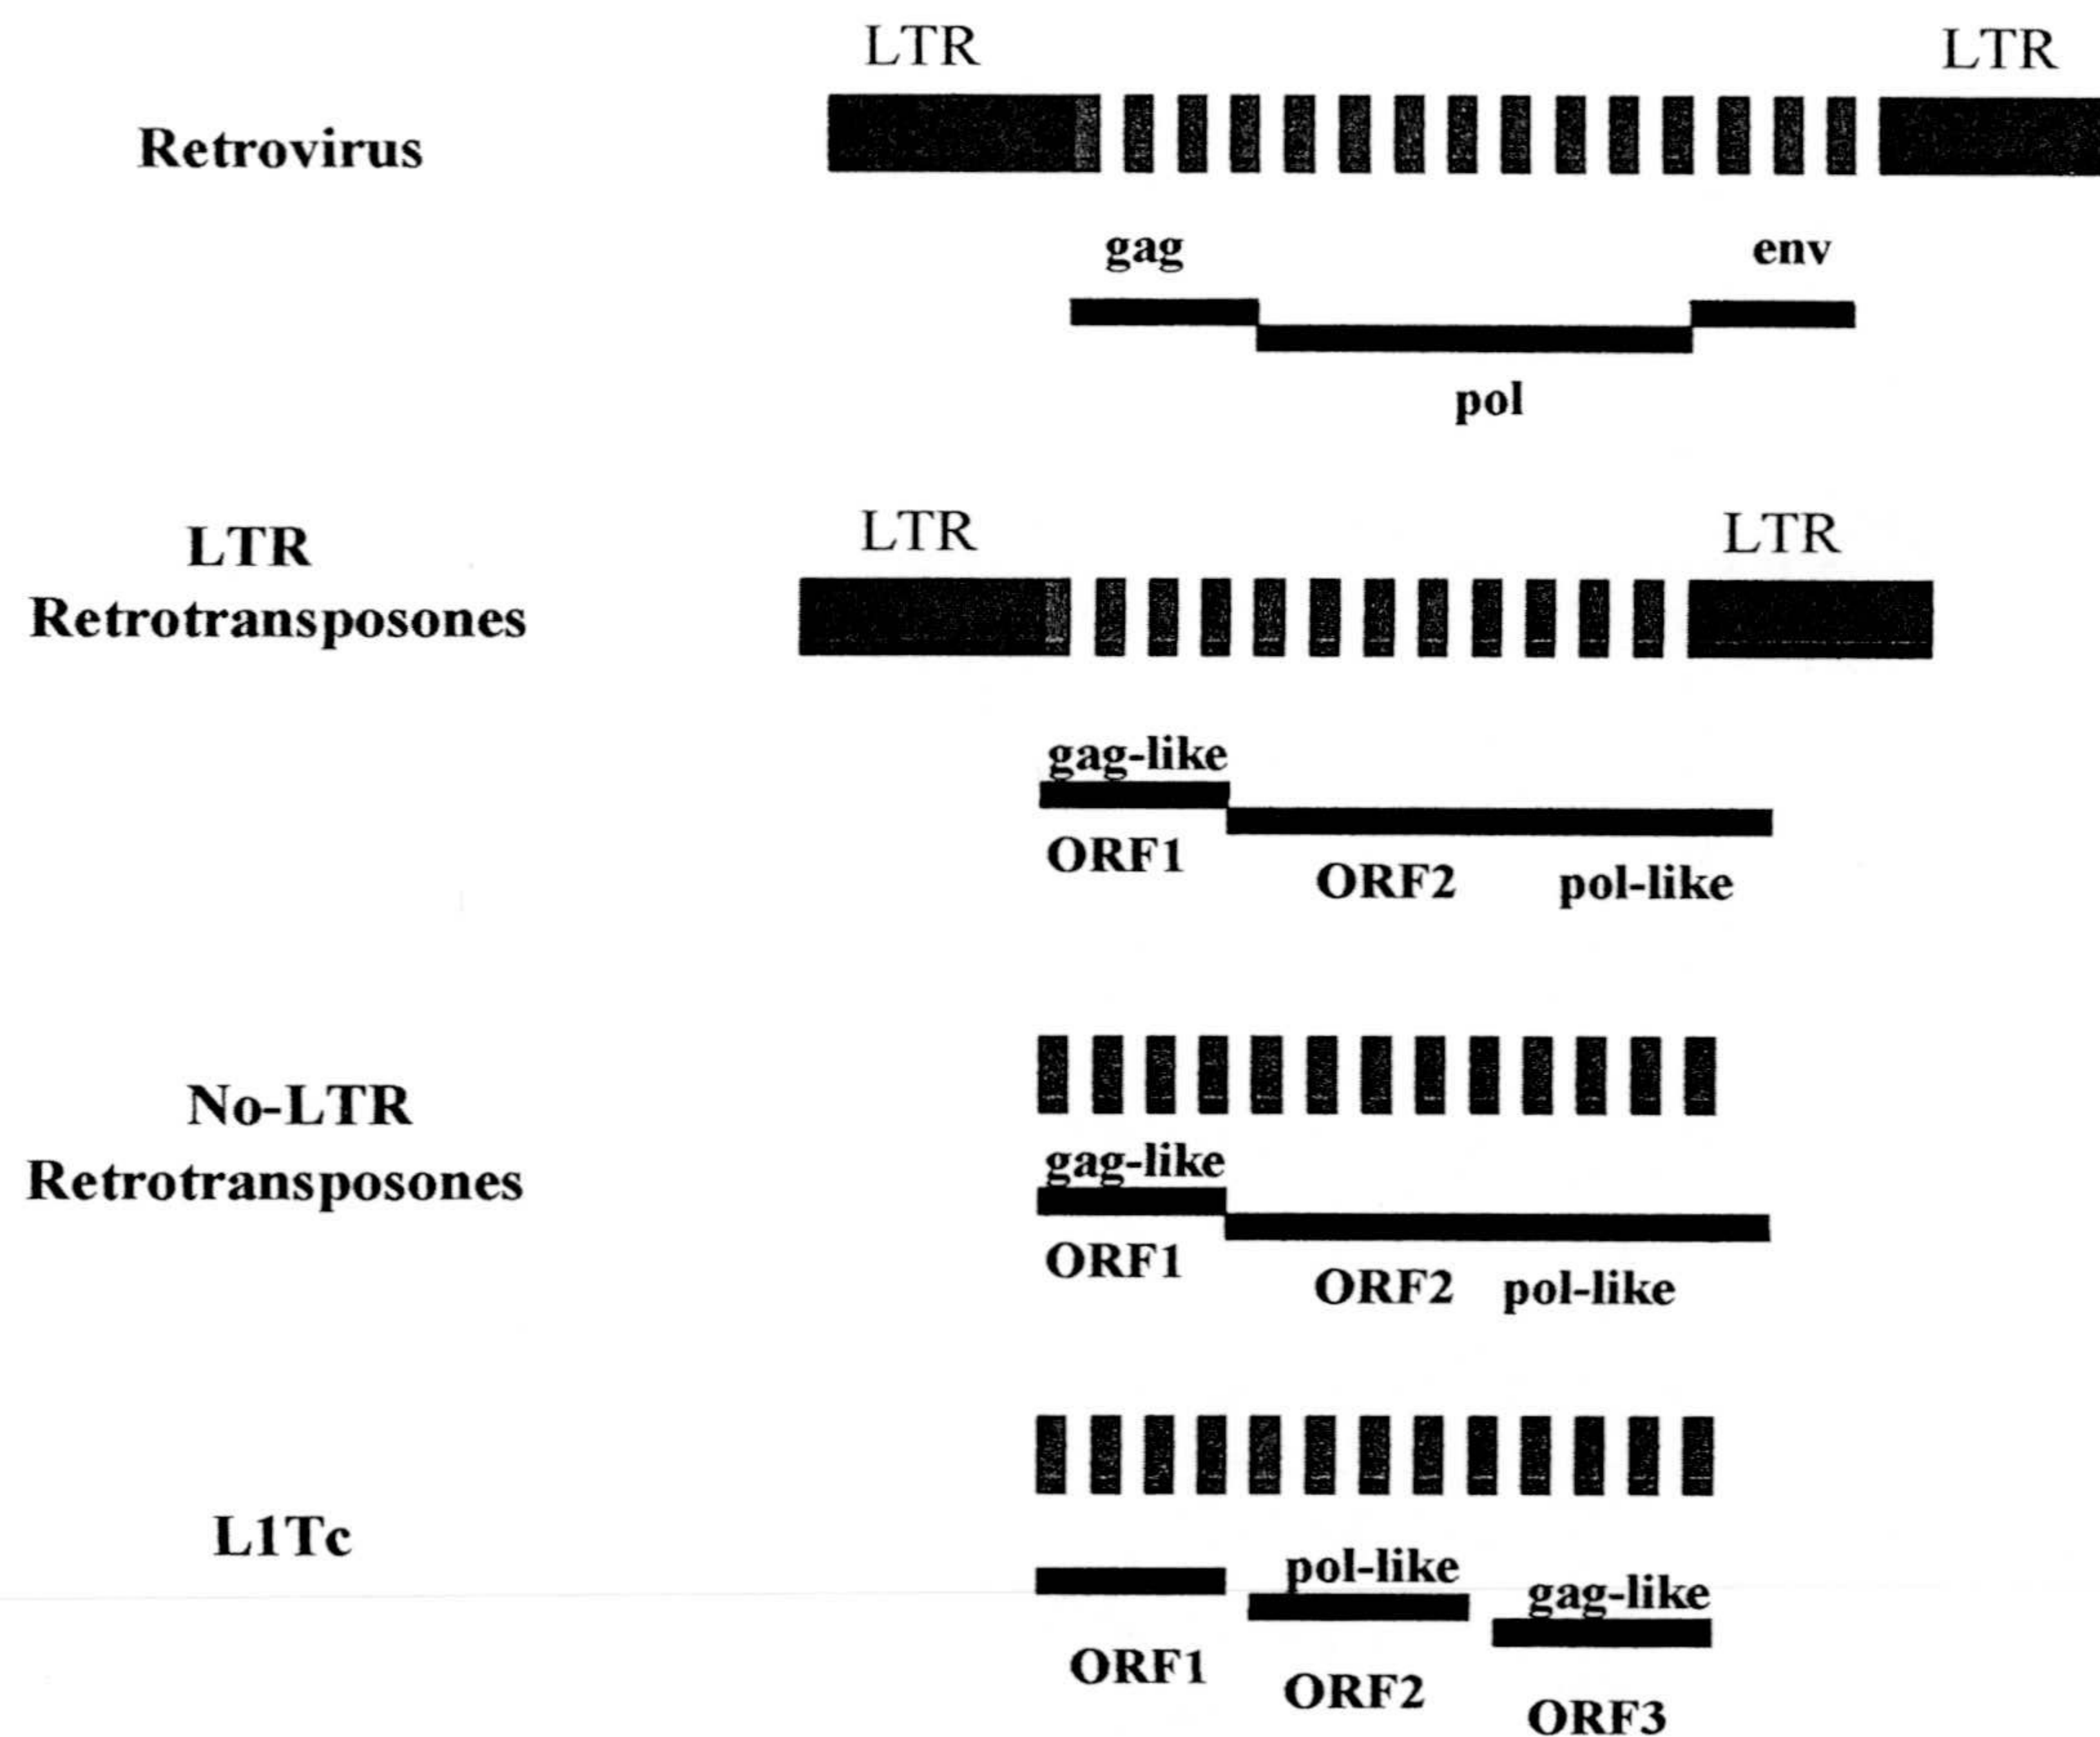 LTR LTR
Retrovirus
gag env
pol
LTR LTR
LTR
Retrotransposones
gag-like
ORF1
ORF2 pol-like
No-LTR
Retrotransposones
gag-like
ORF1
ORF2 pol-like
L1Tc
pol-like
gag-like
ORF1
ORF2
ORF3